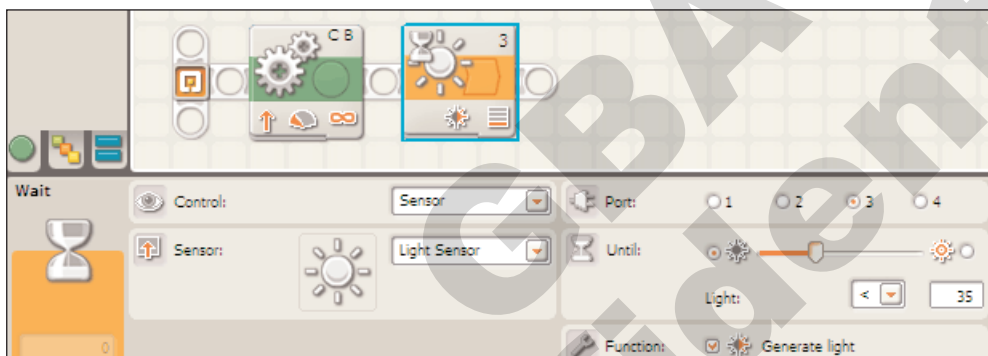 C B
3
Wait
Control:
Sensor
Port:
1 2 3 4
Sensor:
Light Sensor
Until:
Light:
< 35
0
Function:
Generate light